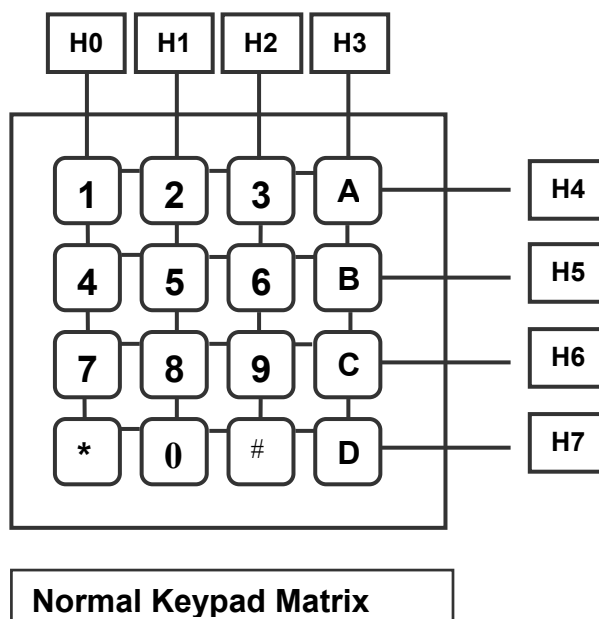 H0 H1 H2 H3
1 2 3 A H4
4 5 6 B H5
7 8 9 C H6
* 0 # D H7
Normal Keypad Matrix